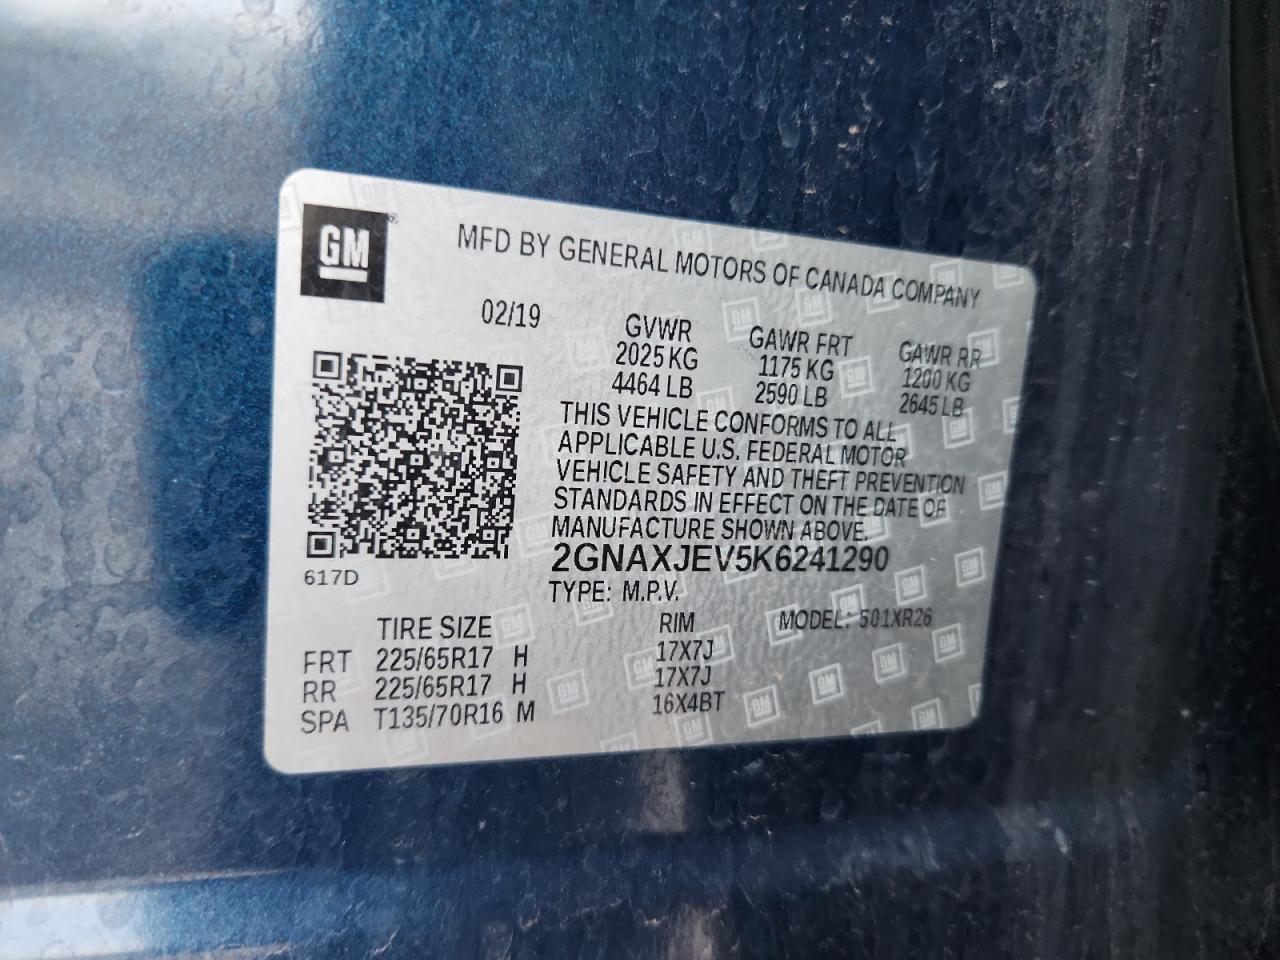 GM
MFD BY GENERAL MOTORS OF CANADA COMPANY
02/19
GVWR GAWR FRT GAWR RR
2025 KG 1175 KG 1200 KG
4464 LB 2590 LB 2645 LB
THIS VEHICLE CONFORMS TO ALL
APPLICABLE U.S. FEDERAL MOTOR
VEHICLE SAFETY AND THEFT PREVENTION
STANDARDS IN EFFECT ON THE DATE OF
MANUFACTURE SHOWN ABOVE.
2GNAXJEV5K6241290
617D
TYPE: M.P.V.
MODEL: 501XR26
TIRE SIZE RIM
FRT 225/65R17 H 17X7J
RR 225/65R17 H 17X7J
SPA T135/70R16 M 16X4BT